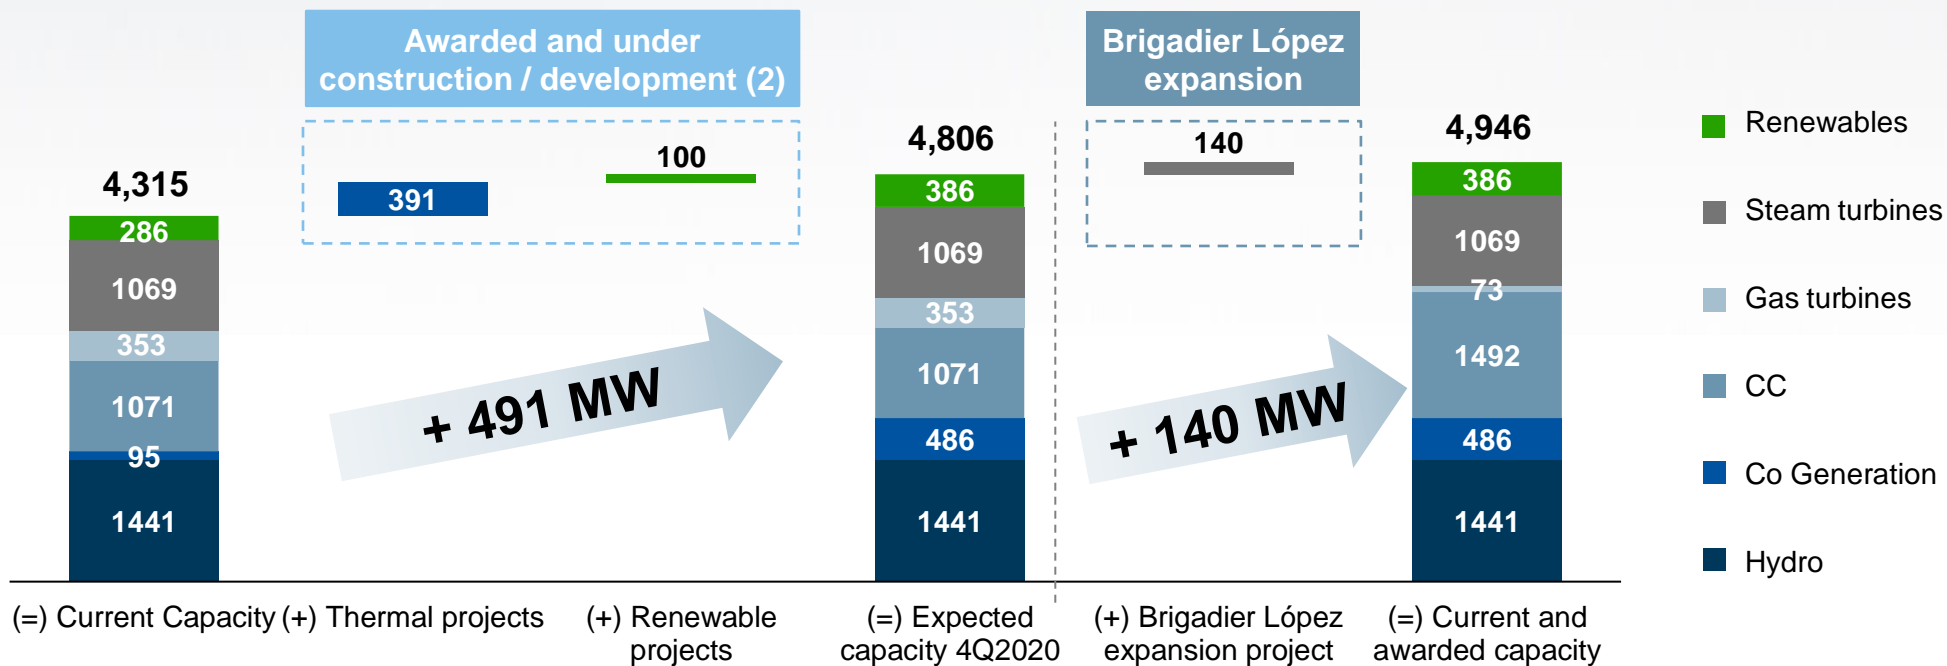 Awarded and under
construction / development (2)
Brigadier López
expansion
4,315
286
1069
353
1071
95
1441
391
100
+ 491 MW
4,806
386
1069
353
1071
486
1441
140
+ 140 MW
4,946
386
1069
73
1492
486
1441
Renewables
Steam turbines
Gas turbines
CC
Co Generation
Hydro
(=) Current Capacity
(+) Thermal projects
(+) Renewable
projects
(=) Expected
capacity 4Q2020
(+) Brigadier López
expansion project
(=) Current and
awarded capacity